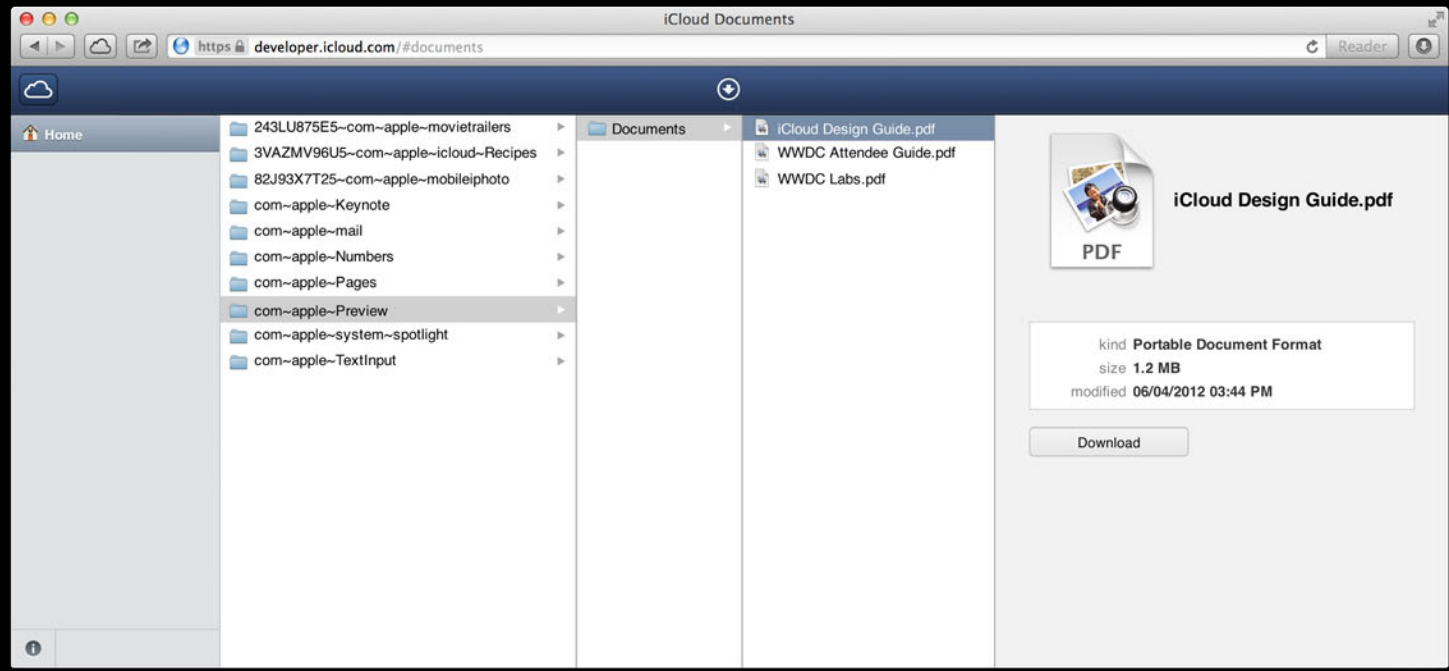 iCloud Documents
https developer.icloud.com/#documents
Reader
Home
243LU875E5~com~apple~movietrailers
3VAZMV96U5~com~apple~icloud~Recipes
82J93X7T25~com~apple~mobileiphoto
com~apple~Keynote
com~apple~mail
com~apple~Numbers
com~apple~Pages
com~apple~Preview
com~apple~system~spotlight
com~apple~TextInput
Documents
iCloud Design Guide.pdf
WWDC Attendee Guide.pdf
WWDC Labs.pdf
PDF
iCloud Design Guide.pdf
kind Portable Document Format
size 1.2 MB
modified 06/04/2012 03:44 PM
Download